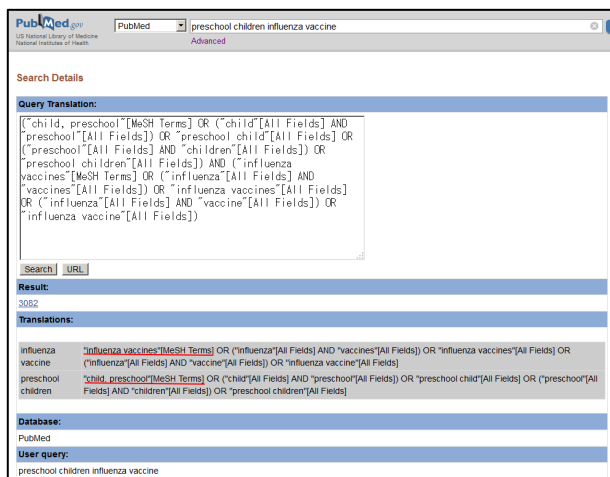 PubMed.gov
US National Library of Medicine
National Institutes of Health
PubMed
preschool children influenza vaccine
Advanced
Search Details
Query Translation:
("child, preschool"[MeSH Terms] OR ("child"[All Fields] AND
"preschool"[All Fields]) OR "preschool child"[All Fields] OR
("preschool"[All Fields] AND "children"[All Fields]) OR
"preschool children"[All Fields]) AND ("influenza
vaccines"[MeSH Terms] OR ("influenza"[All Fields] AND
"vaccines"[All Fields]) OR "influenza vaccines"[All Fields]
OR ("influenza"[All Fields] AND "vaccine"[All Fields]) OR
"influenza vaccine"[All Fields])
Search URL
Result:
3082
Translations:
influenza vaccine "influenza vaccines"[MeSH Terms] OR ("influenza"[All Fields] AND "vaccines"[All Fields]) OR "influenza vaccines"[All Fields] OR
("influenza"[All Fields] AND "vaccine"[All Fields]) OR "influenza vaccine"[All Fields]
preschool children "child, preschool"[MeSH Terms] OR ("child"[All Fields] AND "preschool"[All Fields]) OR "preschool child"[All Fields] OR ("preschool"[All
Fields] AND "children"[All Fields]) OR "preschool children"[All Fields]
Database:
PubMed
User query:
preschool children influenza vaccine